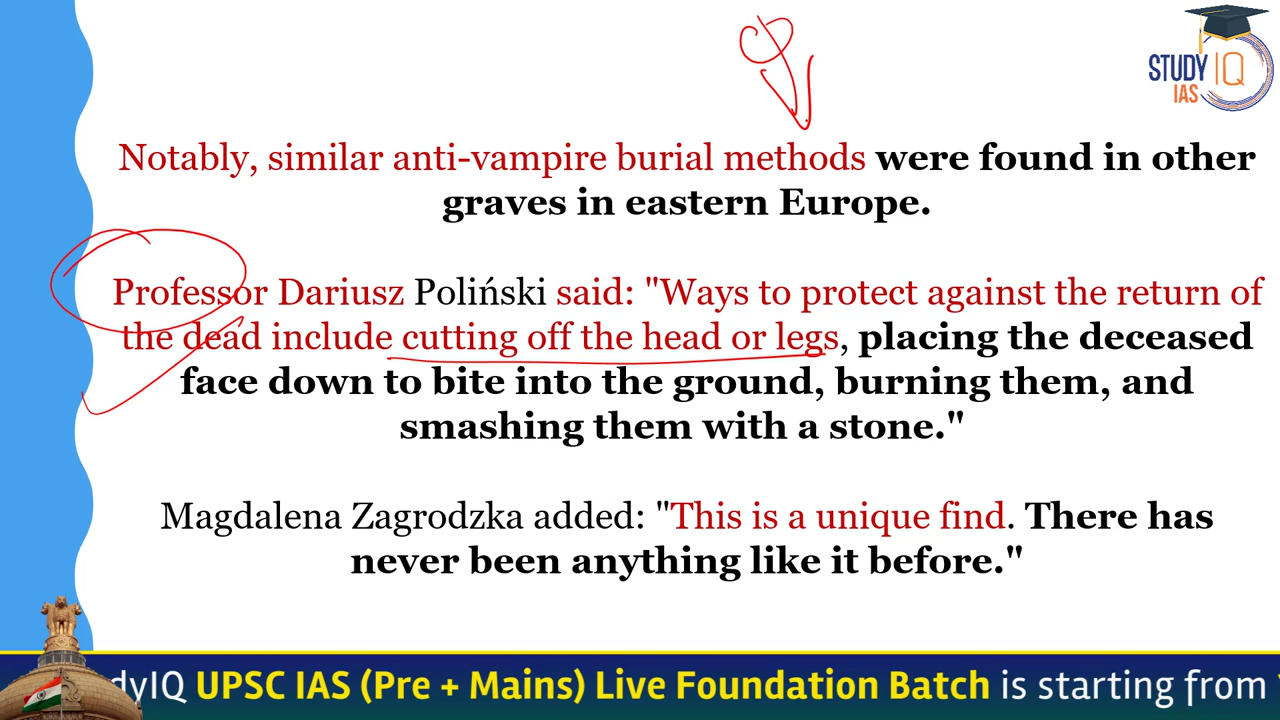 STUDY IQ
IAS
Notably, similar anti-vampire burial methods were found in other
graves in eastern Europe.
Professor Dariusz Poliński said: "Ways to protect against the return of
the dead include cutting off the head or legs, placing the deceased
face down to bite into the ground, burning them, and
smashing them with a stone."
Magdalena Zagrodzka added: "This is a unique find. There has
never been anything like it before."
dyIQ UPSC IAS (Pre + Mains) Live Foundation Batch is starting from